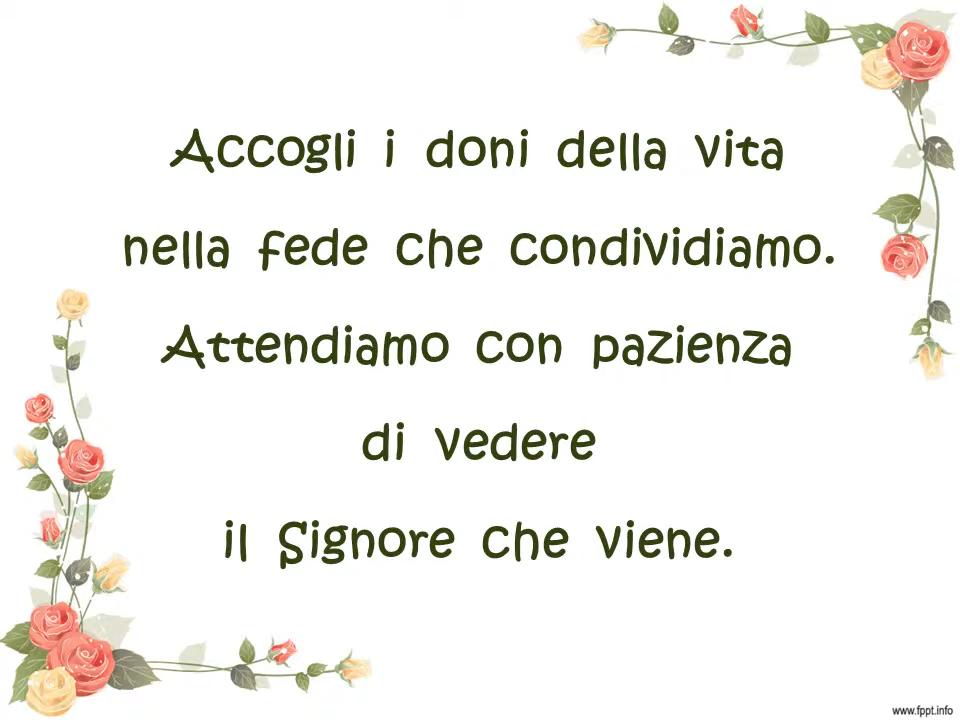 Accogli i doni della vita
nella fede che condividiamo.
Attendiamo con pazienza
di vedere
il Signore che viene.
www.fppt.info